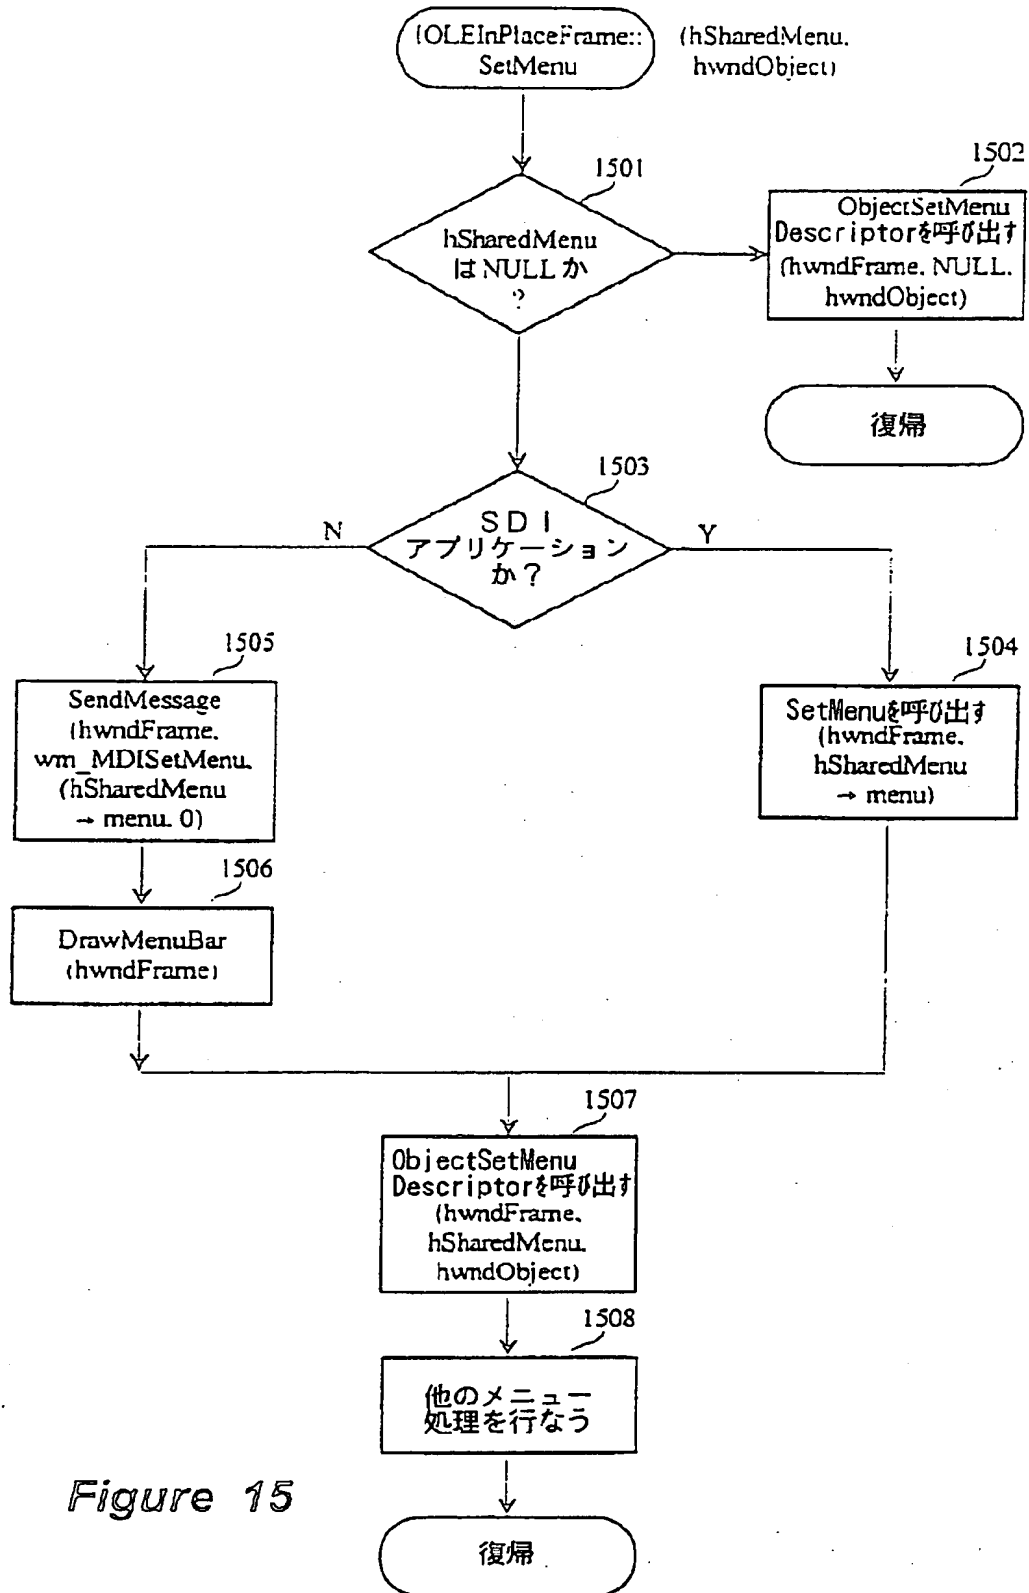 IOLEInPlaceFrame::
SetMenu
(hSharedMenu,
hwndObject)
1501
hSharedMenu
は NULL か
?
1502
ObjectSetMenu
Descriptorを呼び出す
(hwndFrame, NULL,
hwndObject)
復帰
1503
SDI
アプリケーション
か?
N
Y
1505
SendMessage
(hwndFrame,
wm_MDISetMenu,
(hSharedMenu
→ menu, 0)
1504
SetMenuを呼び出す
(hwndFrame,
hSharedMenu
→ menu)
1506
DrawMenuBar
(hwndFrame)
1507
ObjectSetMenu
Descriptorを呼び出す
(hwndFrame,
hSharedMenu,
hwndObject)
1508
他のメニュー
処理を行なう
Figure 15
復帰